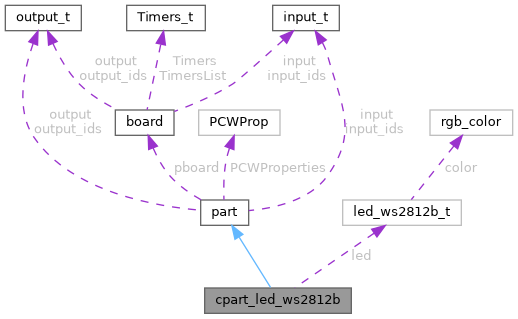 output_t
Timers_t
input_t
output
output_ids
Timers
TimersList
input
input_ids
board
PCWProp
rgb_color
output
output_ids
input
input_ids
pboard
PCWProperties
color
part
led_ws2812b_t
led
cpart_led_ws2812b